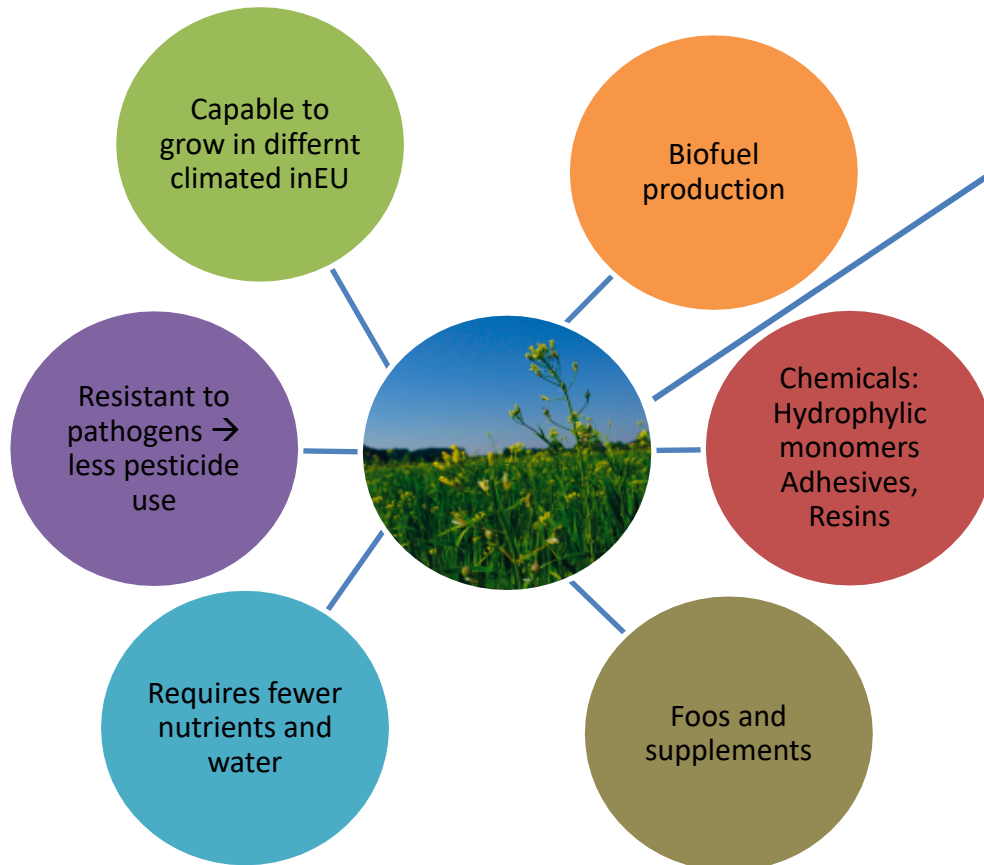 Capable to
grow in differnt
climated inEU
Biofuel
production
Resistant to
pathogens →
less pesticide
use
Chemicals:
Hydrophylic
monomers
Adhesives,
Resins
Requires fewer
nutrients and
water
Foos and
supplements